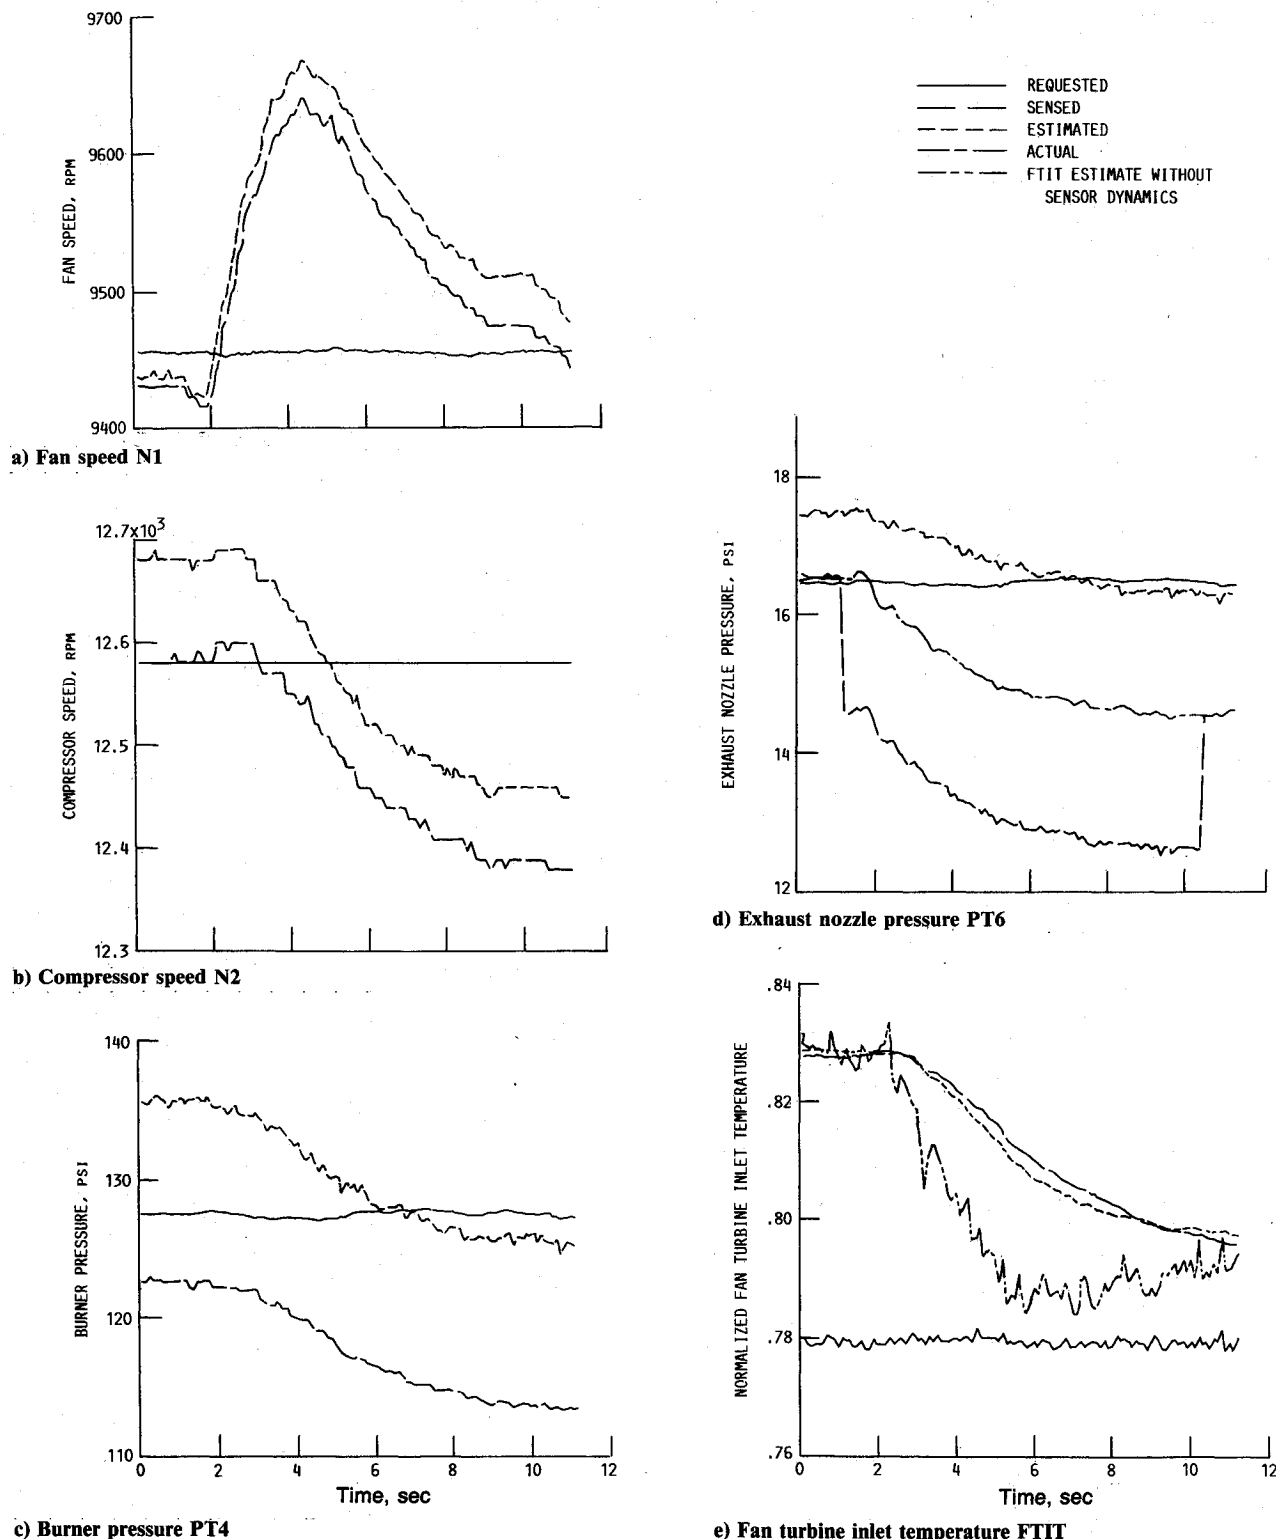 9700
9600
9500
9400
FAN SPEED, RPM
a) Fan speed N1
REQUESTED
SENSED
ESTIMATED
ACTUAL
FTIT ESTIMATE WITHOUT
SENSOR DYNAMICS
12.7x10³
12.6
12.5
12.4
12.3
COMPRESSOR SPEED, RPM
b) Compressor speed N2
18
16
14
12
EXHAUST NOZZLE PRESSURE, PSI
d) Exhaust nozzle pressure PT6
140
130
120
110
BURNER PRESSURE, PSI
0 2 4 6 8 10 12
Time, sec
c) Burner pressure PT4
.84
.82
.80
.78
.76
NORMALIZED FAN TURBINE INLET TEMPERATURE
0 2 4 6 8 10 12
Time, sec
e) Fan turbine inlet temperature FTIT